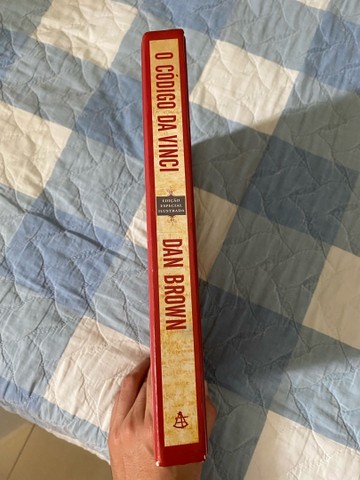 O CÓDIGO DA VINCI
EDIÇÃO
ESPECIAL
ILUSTRADA
DAN BROWN